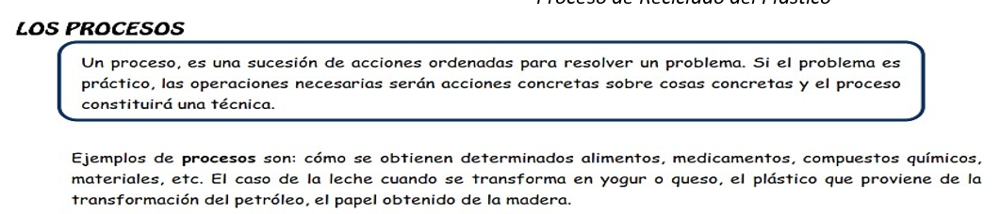 Proceso de Reciclado del Plástico
LOS PROCESOS
Un proceso, es una sucesión de acciones ordenadas para resolver un problema. Si el problema es
práctico, las operaciones necesarias serán acciones concretas sobre cosas concretas y el proceso
constituirá una técnica.
Ejemplos de procesos son: cómo se obtienen determinados alimentos, medicamentos, compuestos químicos,
materiales, etc. El caso de la leche cuando se transforma en yogur o queso, el plástico que proviene de la
transformación del petróleo, el papel obtenido de la madera.